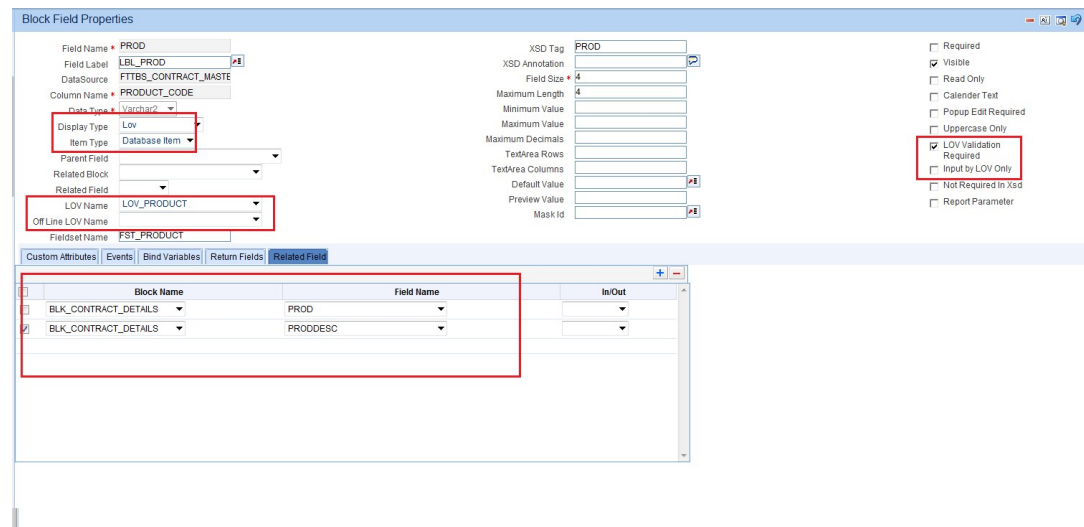 Block Field Properties
Field Name * PROD
Field Label LBL_PROD
DataSource FTTBS_CONTRACT_MASTE
Column Name * PRODUCT_CODE
Data Type * Varchar2
Display Type Lov
Item Type Database Item
Parent Field
Related Block
Related Field
LOV Name LOV_PRODUCT
Off Line LOV Name
Fieldset Name FST_PRODUCT
XSD Tag PROD
XSD Annotation
Field Size * 4
Maximum Length 4
Minimum Value
Maximum Value
Maximum Decimals
TextArea Rows
TextArea Columns
Default Value
Preview Value
Mask Id
Required
Visible
Read Only
Calender Text
Popup Edit Required
Uppercase Only
LOV Validation
Required
Input by LOV Only
Not Required In Xsd
Report Parameter
Custom Attributes Events Bind Variables Return Fields Related Field
Block Name Field Name In/Out
BLK_CONTRACT_DETAILS PROD
BLK_CONTRACT_DETAILS PRODDESC